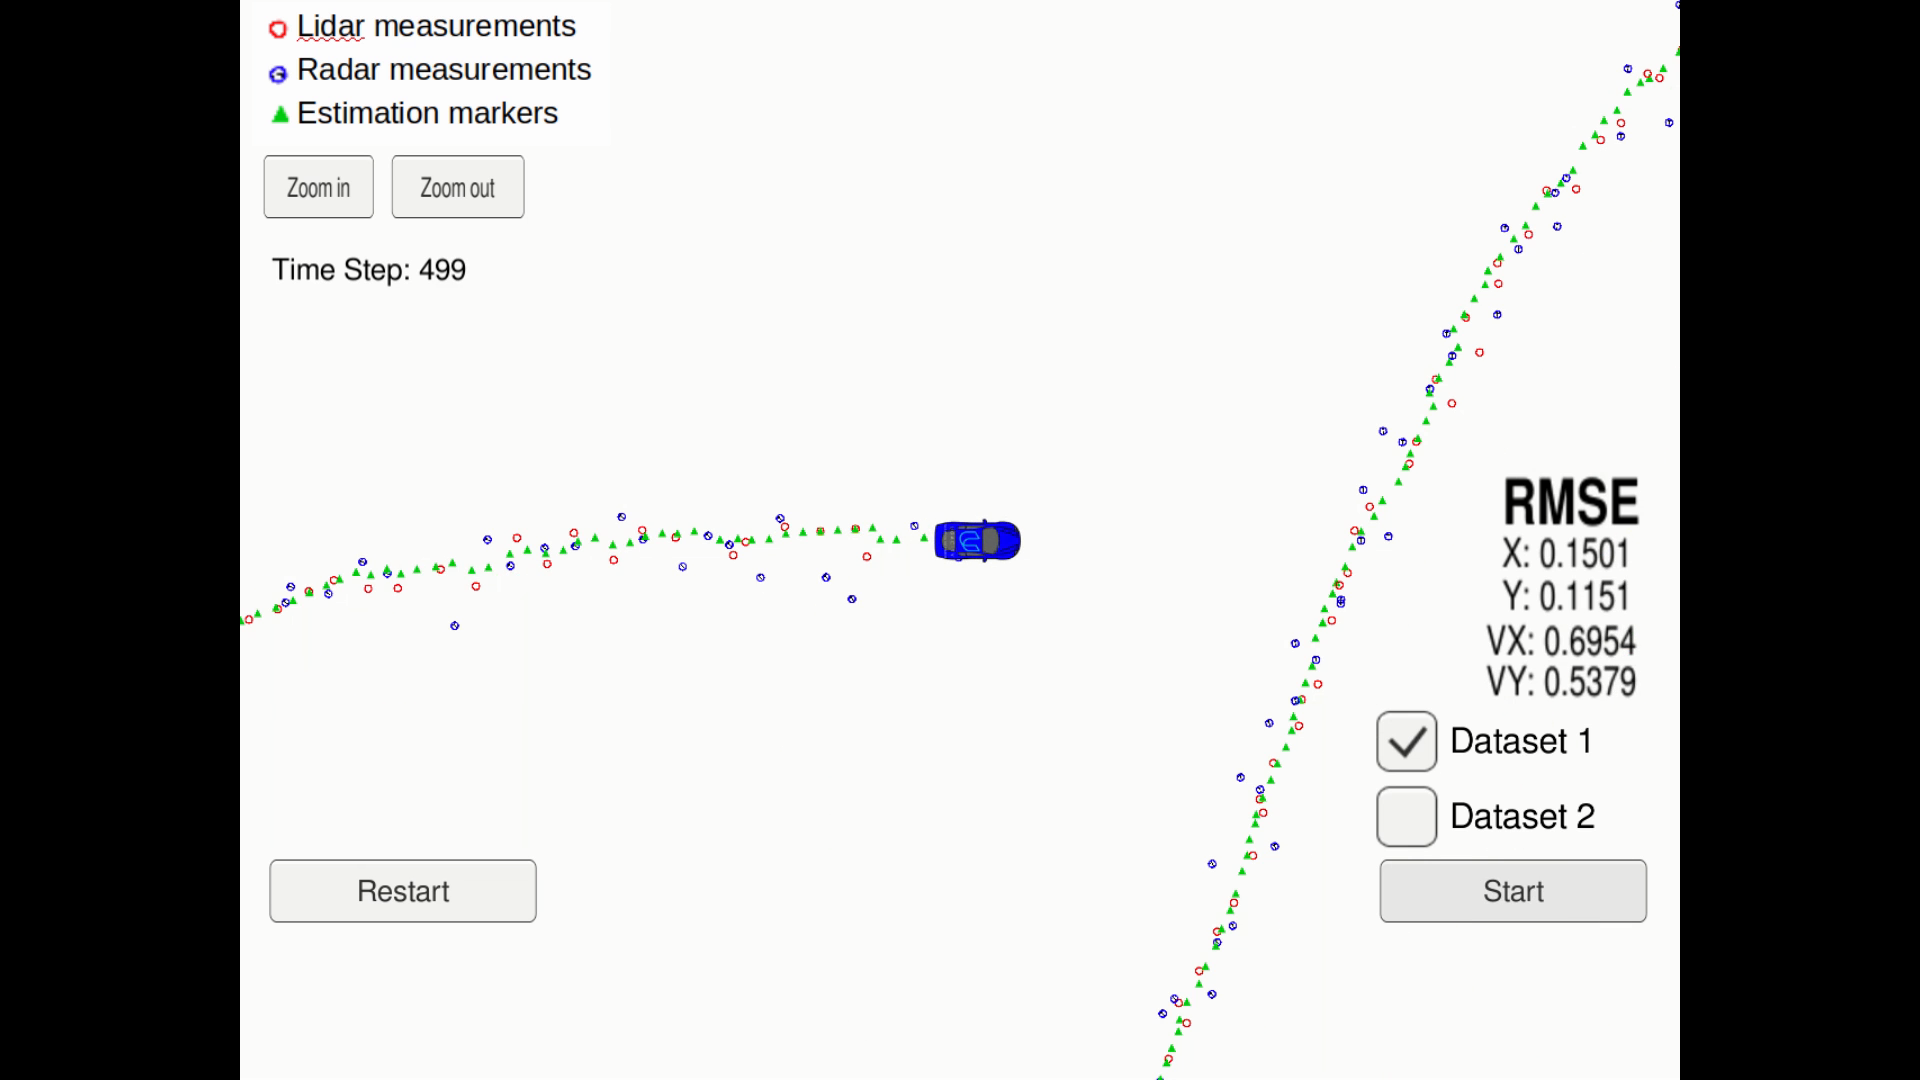 Lidar measurements
Radar measurements
Estimation markers
Zoom in
Zoom out
Time Step: 499
RMSE
X: 0.1501
Y: 0.1151
VX: 0.6954
VY: 0.5379
Dataset 1
Dataset 2
Restart
Start